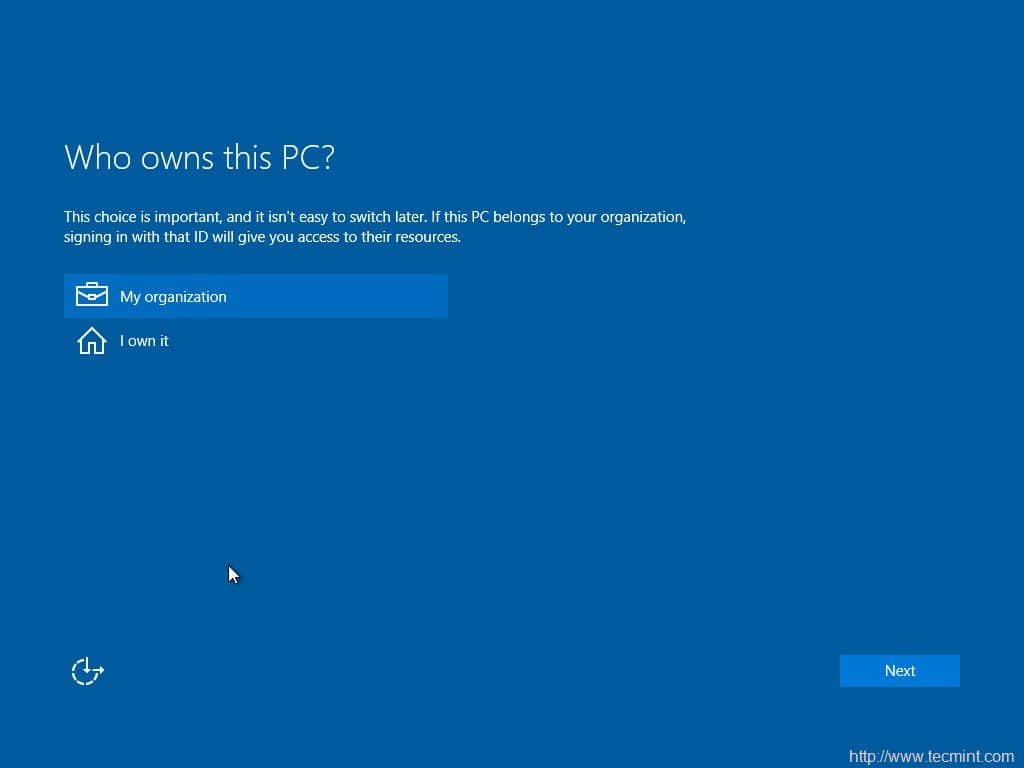 Who owns this PC?
This choice is important, and it isn't easy to switch later. If this PC belongs to your organization,
signing in with that ID will give you access to their resources.
My organization
I own it
Next
http://www.tecmint.com